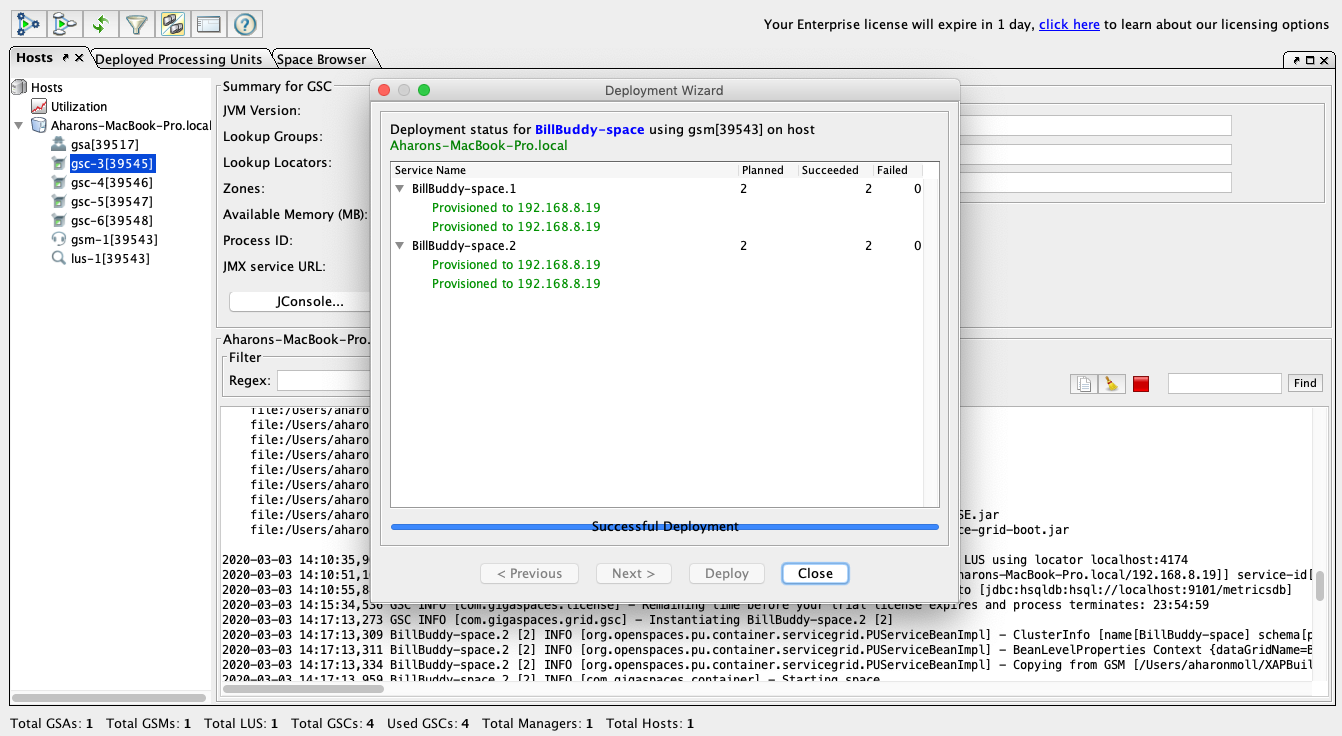 Your Enterprise license will expire in 1 day, click here to learn about our licensing options
Hosts
Deployed Processing Units
Space Browser
Hosts
Utilization
Aharons-MacBook-Pro.local
gsa[39517]
gsc-3[39545]
gsc-4[39546]
gsc-5[39547]
gsc-6[39548]
gsm-1[39543]
lus-1[39543]
Summary for GSC
JVM Version:
Lookup Groups:
Lookup Locators:
Zones:
Available Memory (MB):
Process ID:
JMX service URL:
JConsole...
Deployment Wizard
Deployment status for BillBuddy-space using gsm[39543] on host
Aharons-MacBook-Pro.local
Service Name Planned Succeeded Failed
BillBuddy-space.1 2 2 0
Provisioned to 192.168.8.19
Provisioned to 192.168.8.19
BillBuddy-space.2 2 2 0
Provisioned to 192.168.8.19
Provisioned to 192.168.8.19
Successful Deployment
< Previous
Next >
Deploy
Close
Aharons-MacBook-Pro.
Filter
Regex:
Find
file:/Users/aharo
file:/Users/aharo
file:/Users/aharo
file:/Users/aharo
file:/Users/aharo
file:/Users/aharo
file:/Users/aharo
file:/Users/aharo SE.jar
file:/Users/aharo ce-grid-boot.jar
2020-03-03 14:10:35,9 LUS using locator localhost:4174
2020-03-03 14:10:51,1 harons-MacBook-Pro.local/192.168.8.19]] service-id[
2020-03-03 14:10:55,8 to [jdbc:hsqldb:hsql://localhost:9101/metricsdb]
2020-03-03 14:15:34,536 GSC INFO [com.gigaspaces.license] - Remaining time before your trial license expires and process terminates: 23:54:59
2020-03-03 14:17:13,273 GSC INFO [com.gigaspaces.grid.gsc] - Instantiating BillBuddy-space.2 [2]
2020-03-03 14:17:13,309 BillBuddy-space.2 [2] INFO [org.openspaces.pu.container.servicegrid.PUServiceBeanImpl] - ClusterInfo [name[BillBuddy-space] schema[p
2020-03-03 14:17:13,311 BillBuddy-space.2 [2] INFO [org.openspaces.pu.container.servicegrid.PUServiceBeanImpl] - BeanLevelProperties Context {dataGridName=B
2020-03-03 14:17:13,334 BillBuddy-space.2 [2] INFO [org.openspaces.pu.container.servicegrid.PUServiceBeanImpl] - Copying from GSM [/Users/aharonmoll/XAPBuil
2020-03-03 14:17:13,959 BillBuddy-space.2 [2] INFO [com.gigaspaces.container] - Starting space
Total GSAs: 1 Total GSMs: 1 Total LUS: 1 Total GSCs: 4 Used GSCs: 4 Total Managers: 1 Total Hosts: 1